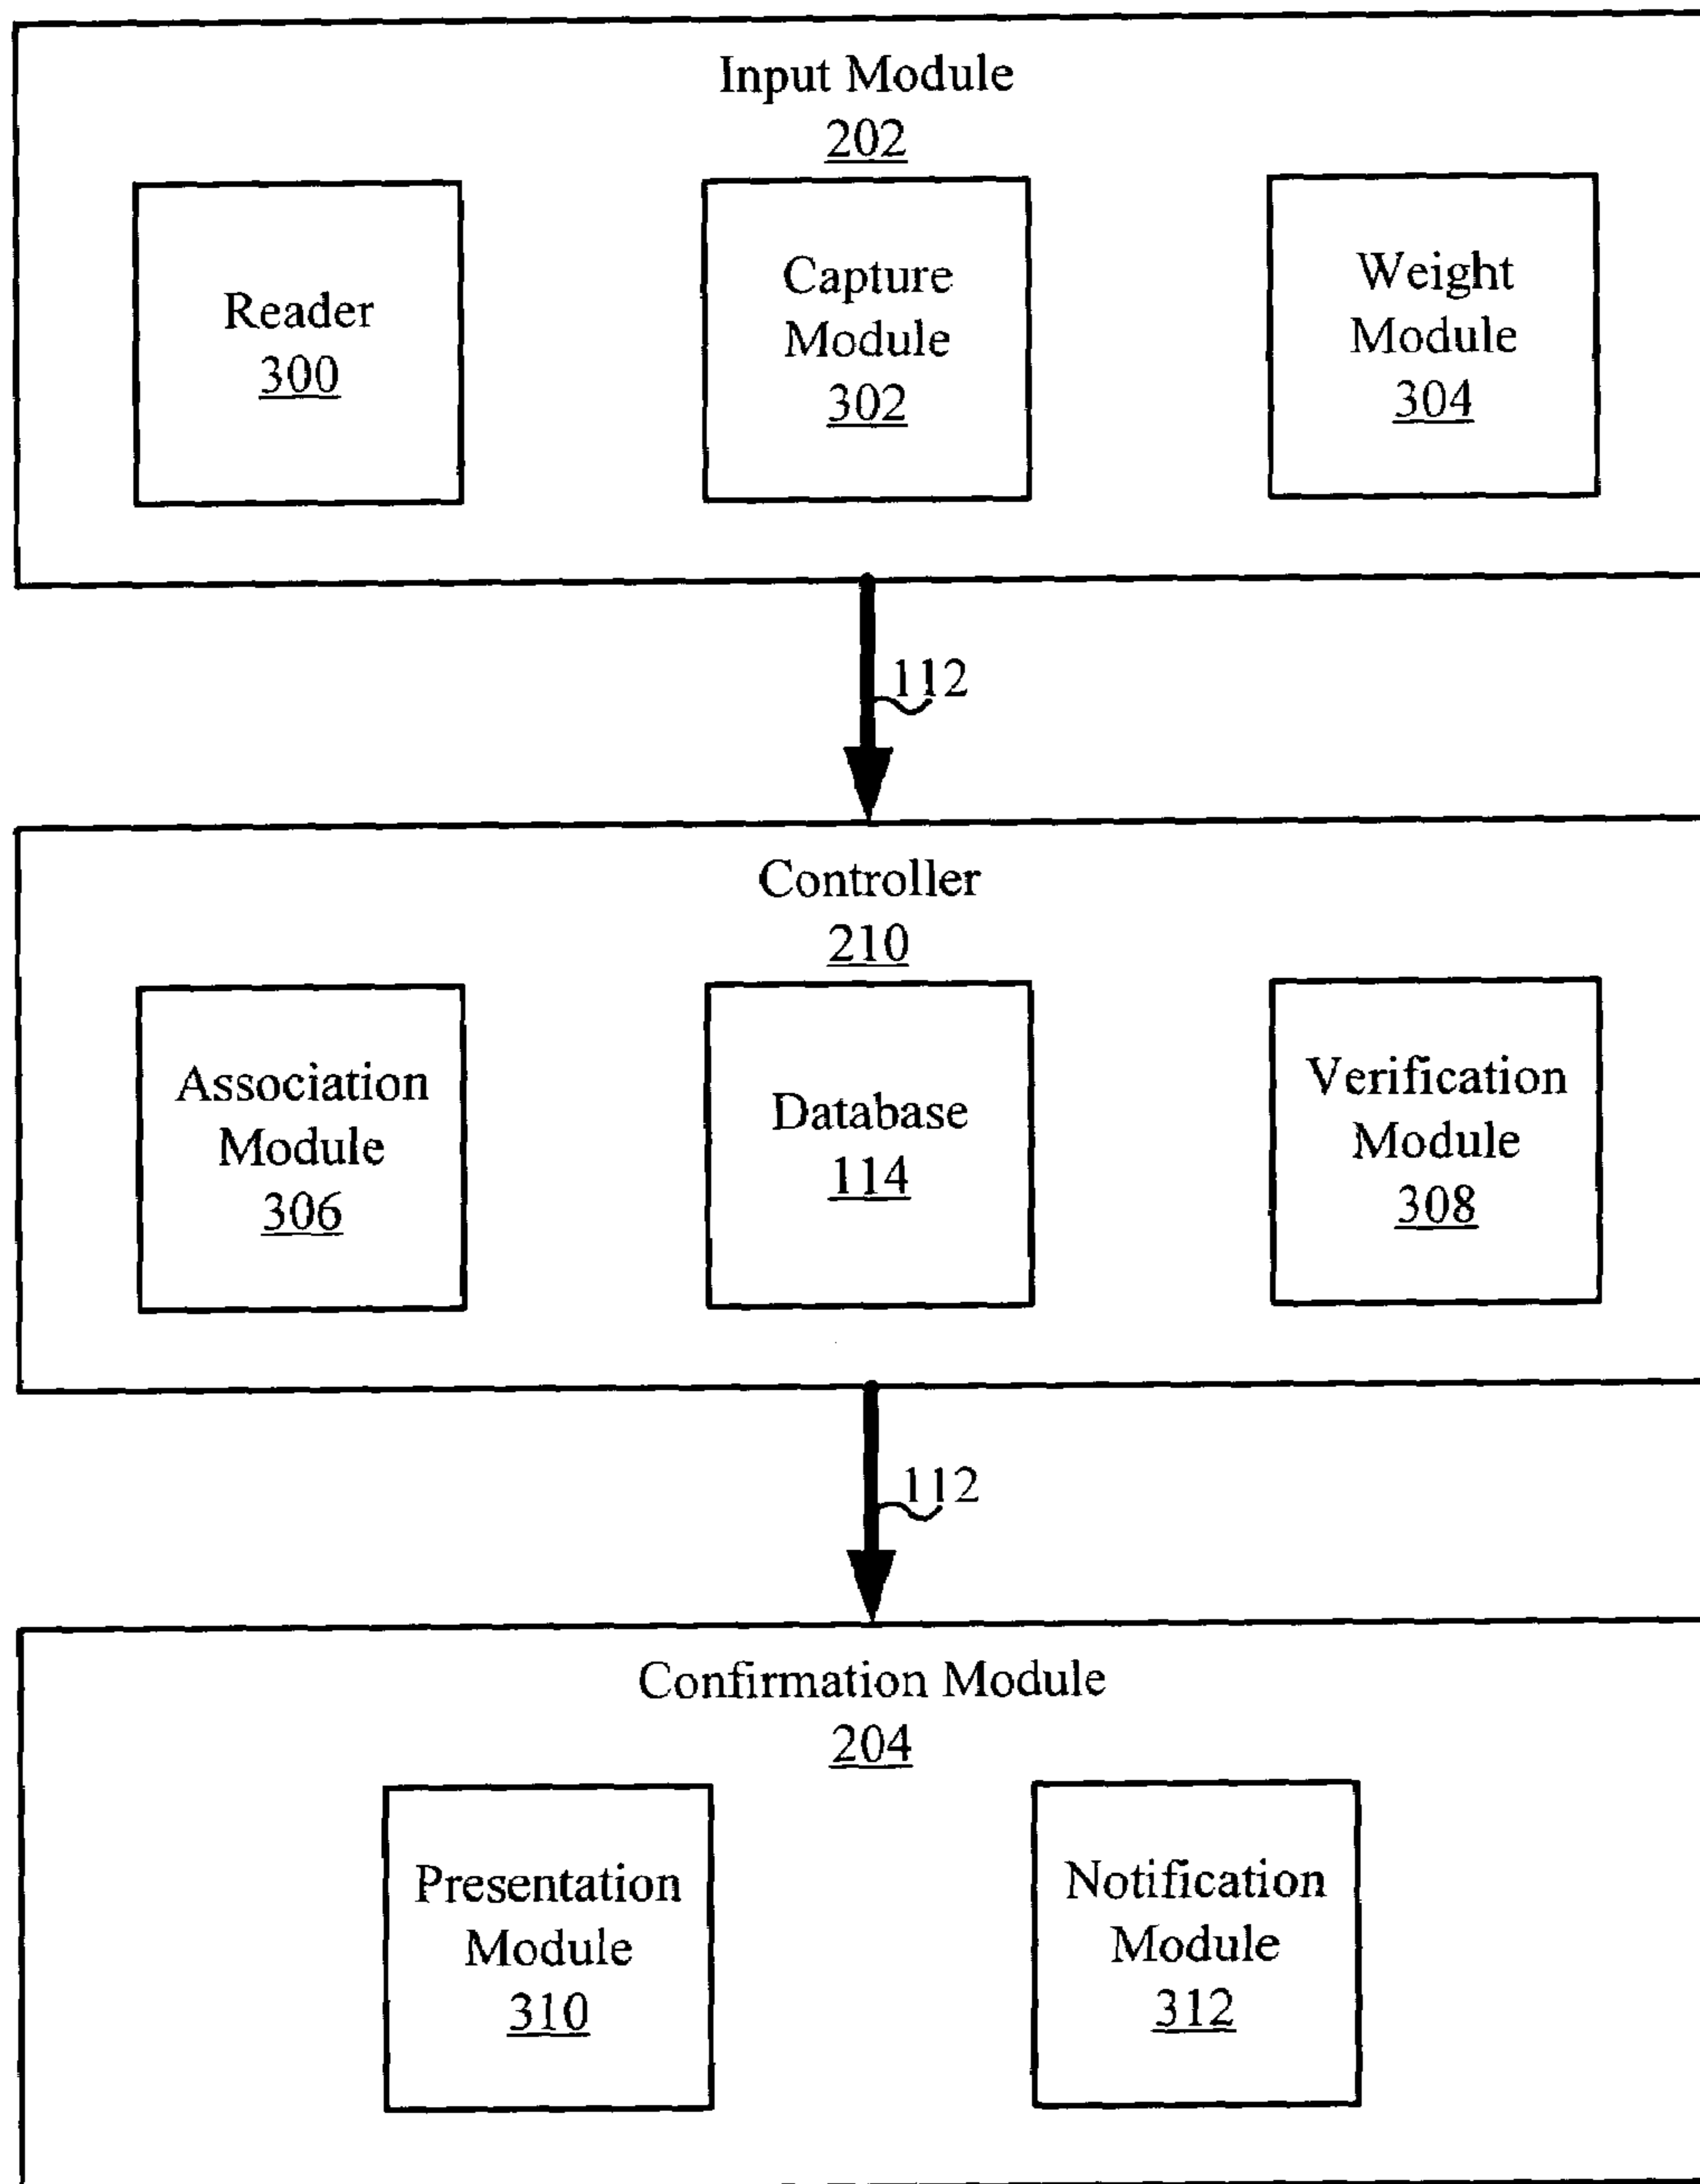 Input Module
202
Reader
300
Capture
Module
302
Weight
Module
304
112
Controller
210
Association
Module
306
Database
114
Verification
Module
308
112
Confirmation Module
204
Presentation
Module
310
Notification
Module
312